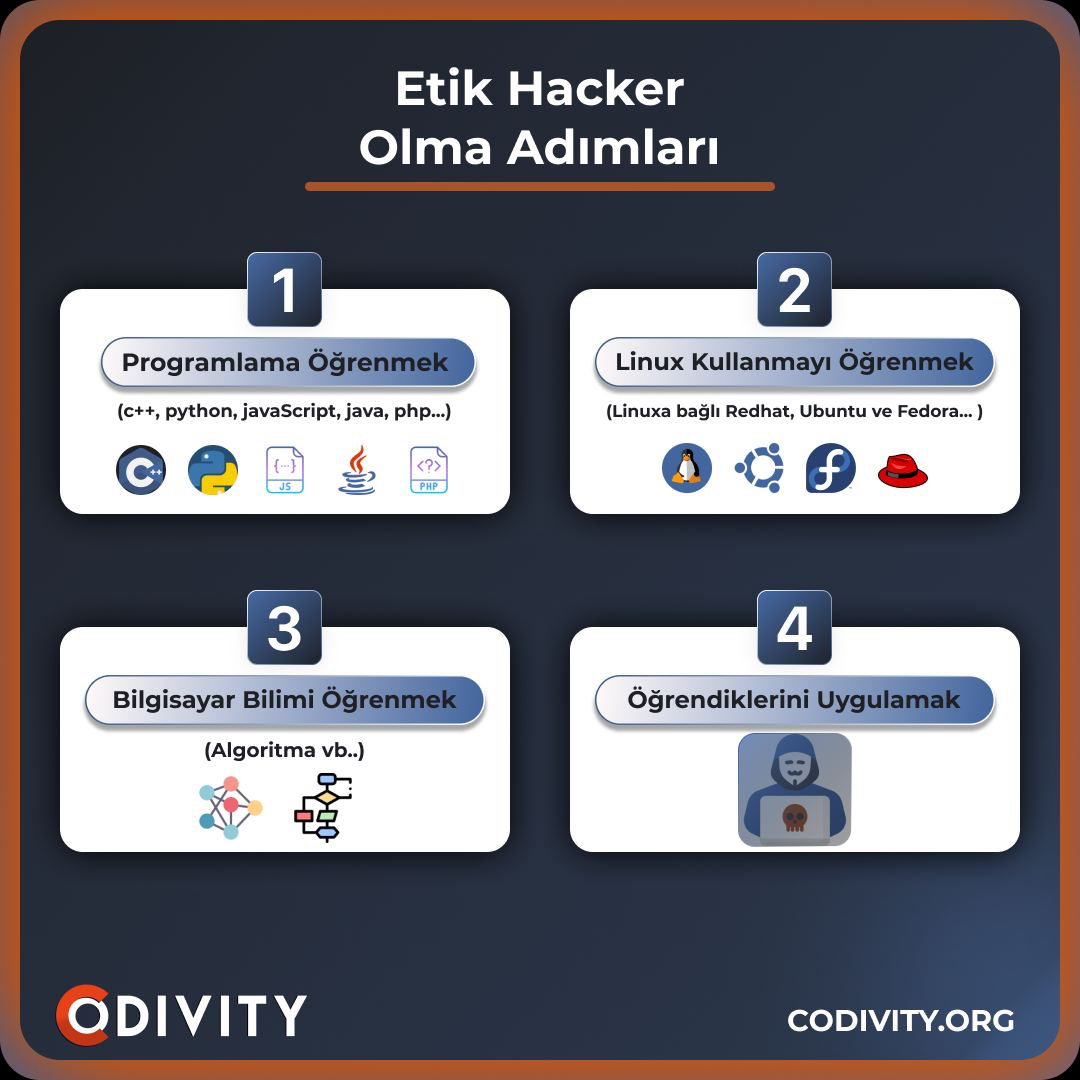 Etik Hacker
Olma Adımları
1
Programlama Öğrenmek
(c++, python, javaScript, java, php...)
C++
{...}
JS
<?>
PHP
2
Linux Kullanmayı Öğrenmek
(Linuxa bağlı Redhat, Ubuntu ve Fedora... )
3
Bilgisayar Bilimi Öğrenmek
(Algoritma vb..)
4
Öğrendiklerini Uygulamak
CODIVITY
CODIVITY.ORG